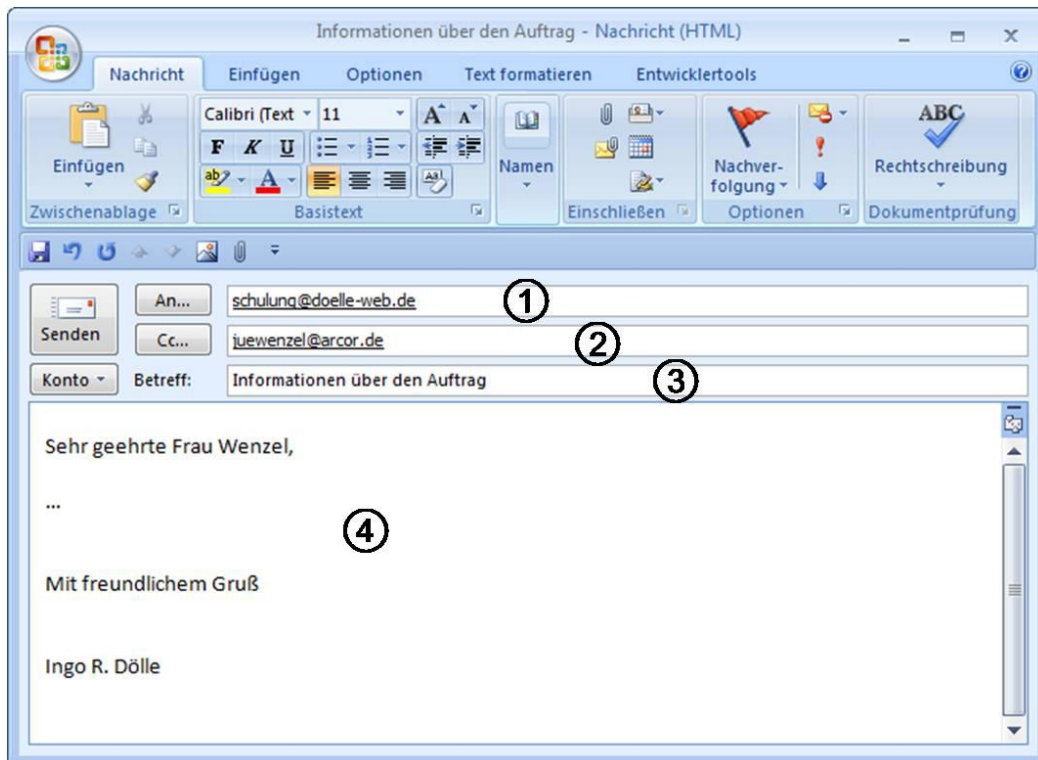 Informationen über den Auftrag - Nachricht (HTML)
Nachricht Einfügen Optionen Text formatieren Entwicklertools
Calibri (Text 11 A A
F K U
ab A Aa
Einfügen
Namen
Nachver-
folgung
ABC
Rechtschreibung
Zwischenablage Basistext Einschließen Optionen Dokumentprüfung
Senden
An... schulung@doelle-web.de 1
Cc... juewenzel@arcor.de 2
Konto Betreff: Informationen über den Auftrag 3
Sehr geehrte Frau Wenzel,
...
4
Mit freundlichem Gruß
Ingo R. Dölle